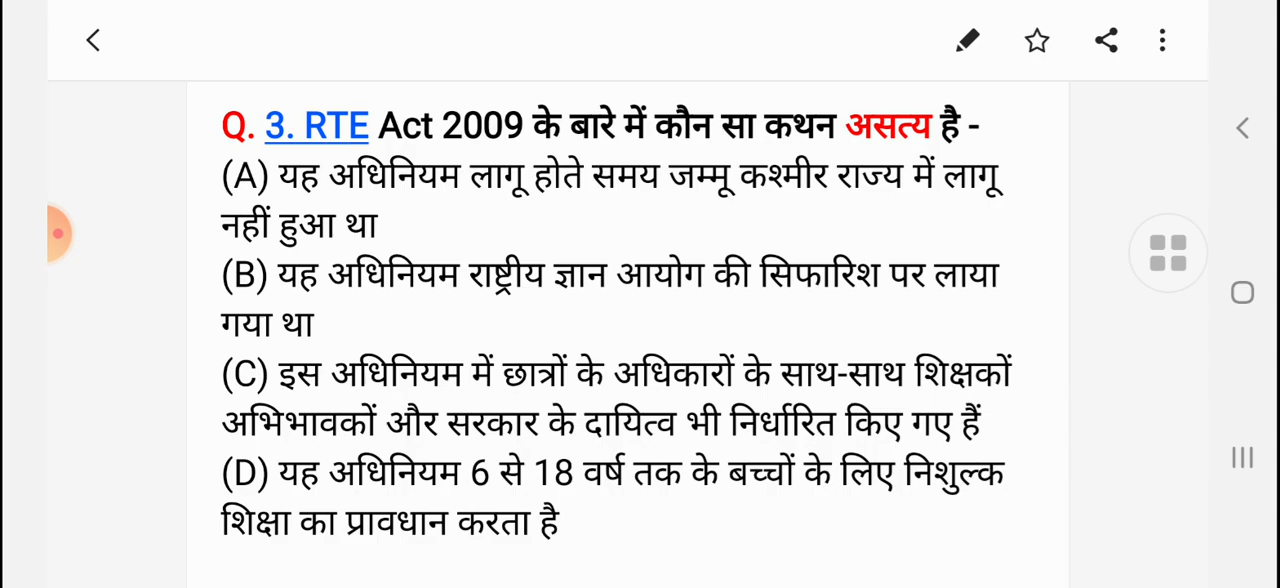 Q. 3. RTE Act 2009 के बारे में कौन सा कथन असत्य है -
(A) यह अधिनियम लागू होते समय जम्मू कश्मीर राज्य में लागू
नहीं हुआ था
(B) यह अधिनियम राष्ट्रीय ज्ञान आयोग की सिफारिश पर लाया
गया था
(C) इस अधिनियम में छात्रों के अधिकारों के साथ-साथ शिक्षकों
अभिभावकों और सरकार के दायित्व भी निर्धारित किए गए हैं
(D) यह अधिनियम 6 से 18 वर्ष तक के बच्चों के लिए निशुल्क
शिक्षा का प्रावधान करता है